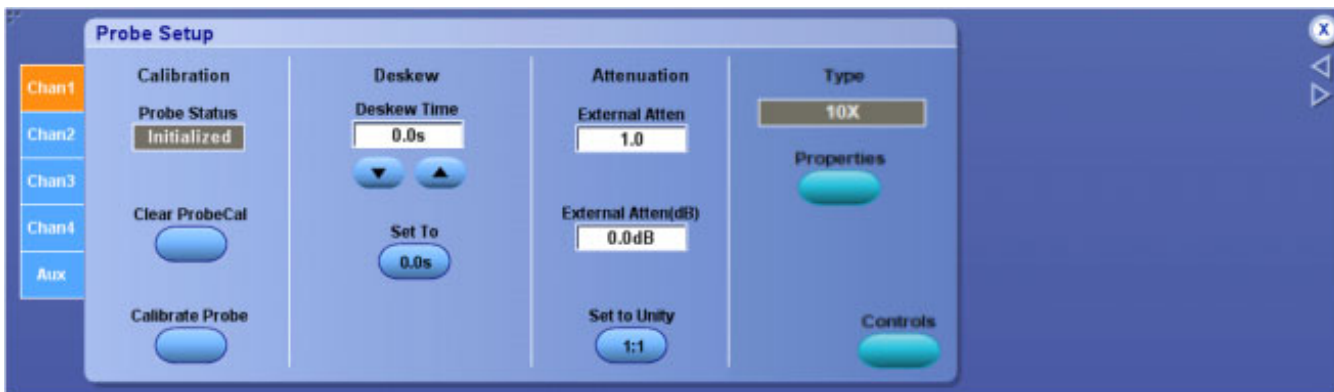 Probe Setup
Chan1
Chan2
Chan3
Chan4
Aux
Calibration
Probe Status
Initialized
Clear ProbeCal
Calibrate Probe
Deskew
Deskew Time
0.0s
Set To
0.0s
Attenuation
External Atten
1.0
External Atten(dB)
0.0dB
Set to Unity
1:1
Type
10X
Properties
Controls
X